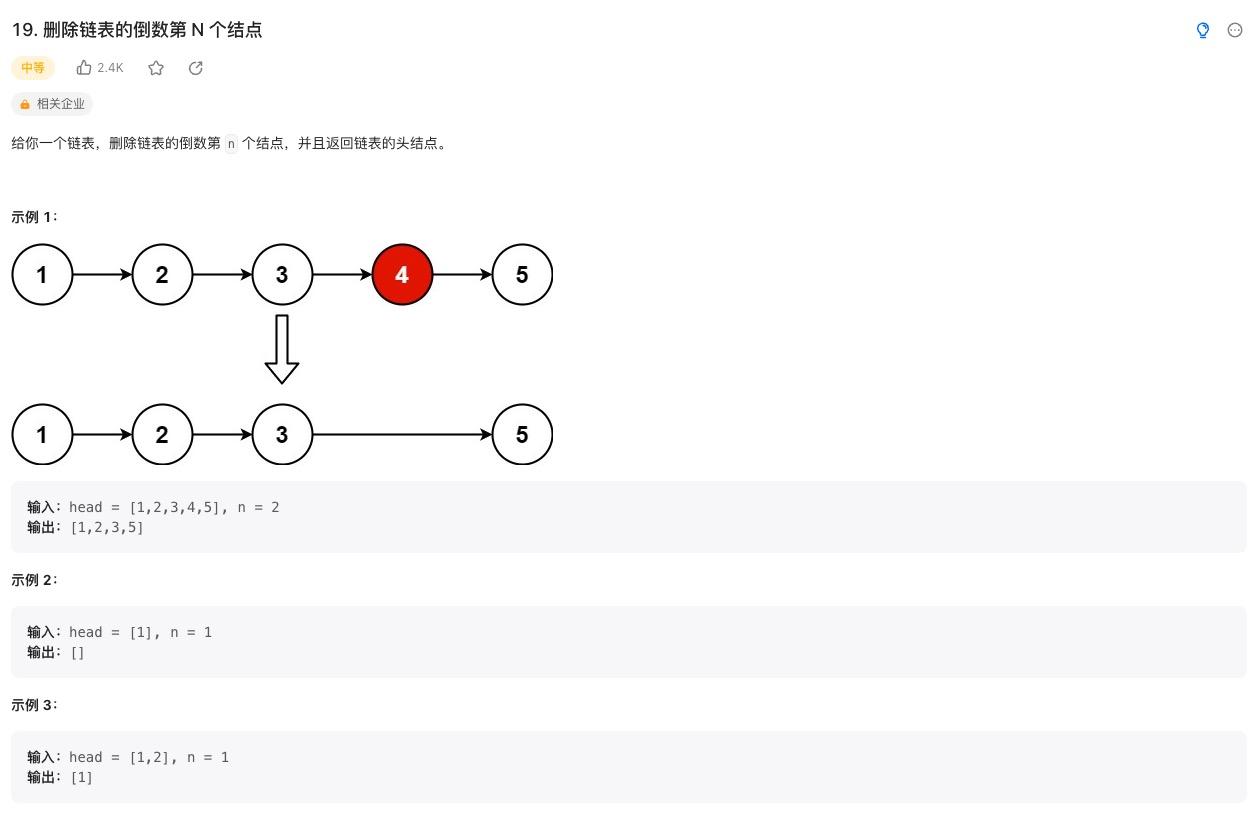 19. 删除链表的倒数第 N 个结点
中等 2.4K
相关企业
给你一个链表，删除链表的倒数第 n 个结点，并且返回链表的头结点。
示例 1：
1 2 3 4 5
1 2 3 5
输入：head = [1,2,3,4,5], n = 2
输出：[1,2,3,5]
示例 2：
输入：head = [1], n = 1
输出：[]
示例 3：
输入：head = [1,2], n = 1
输出：[1]